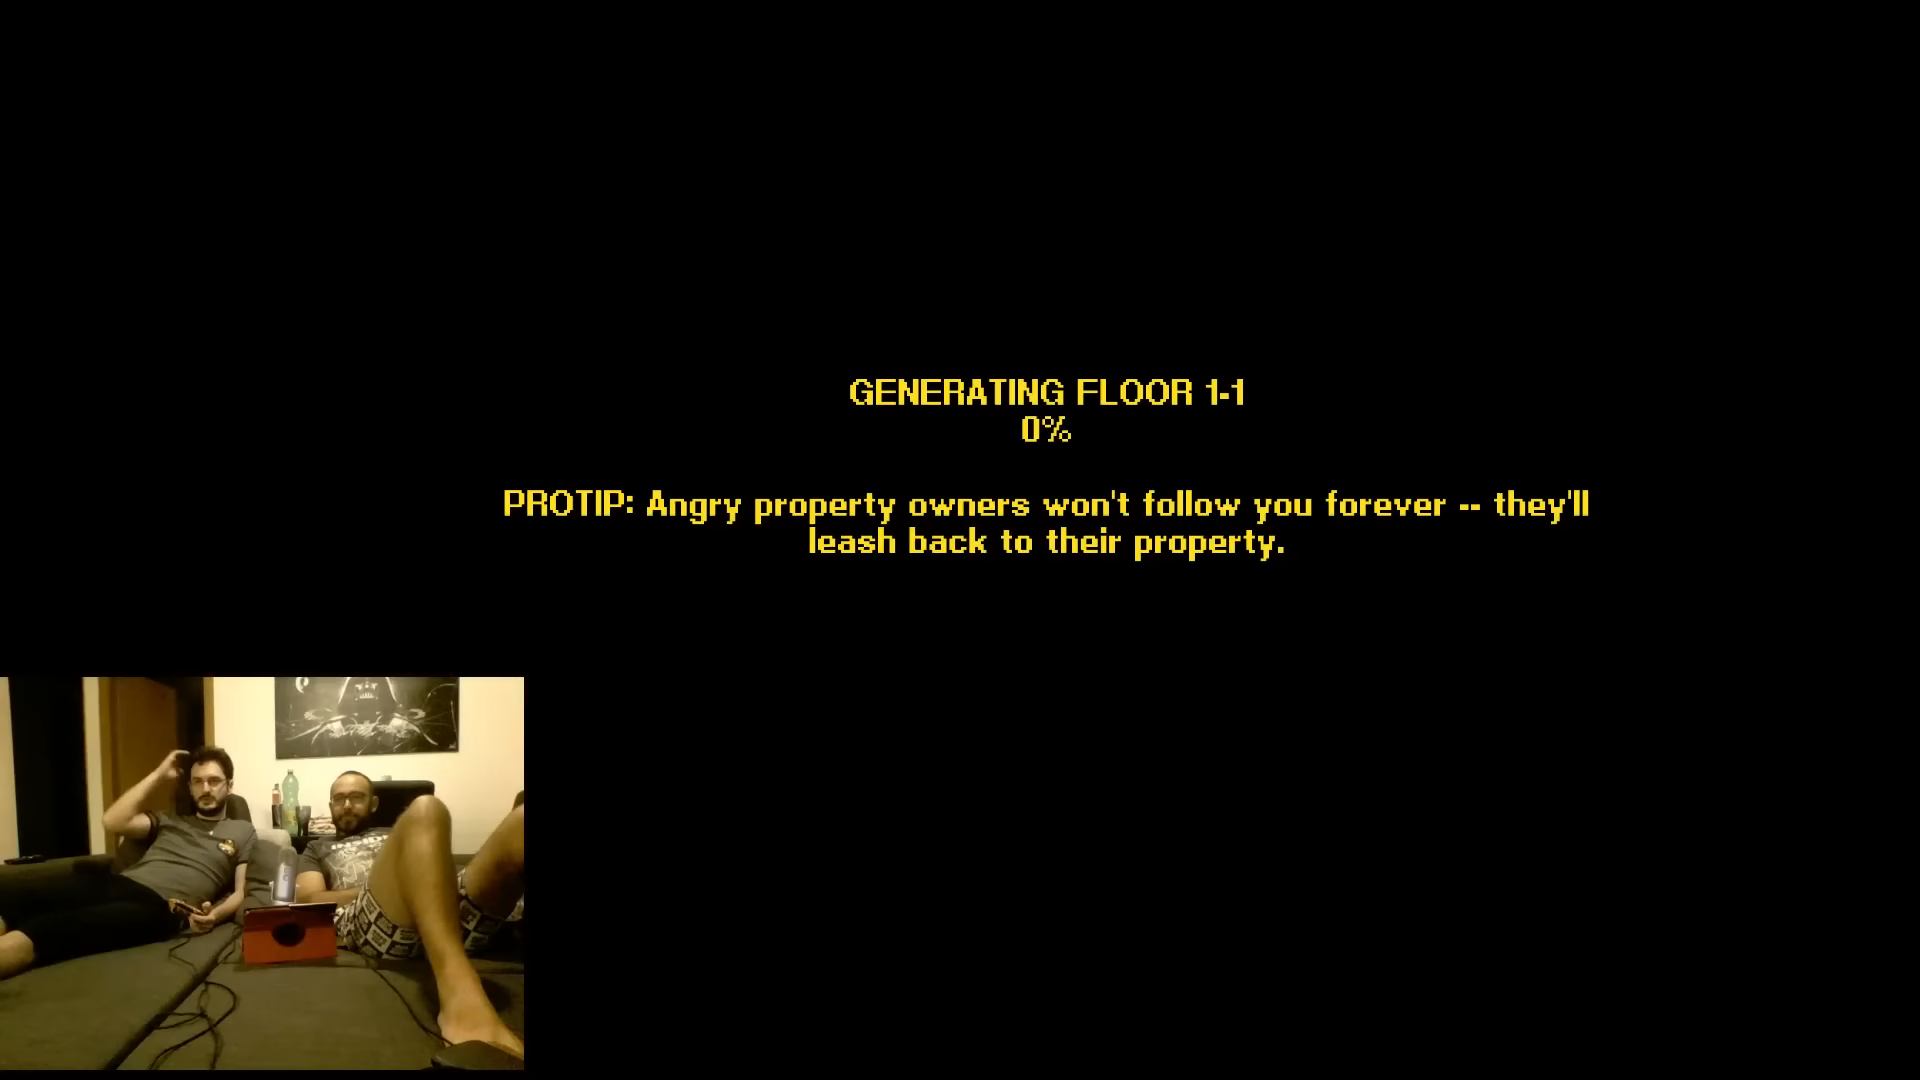 GENERATING FLOOR 1-1
0%
PROTIP: Angry property owners won't follow you forever -- they'll
leash back to their property.